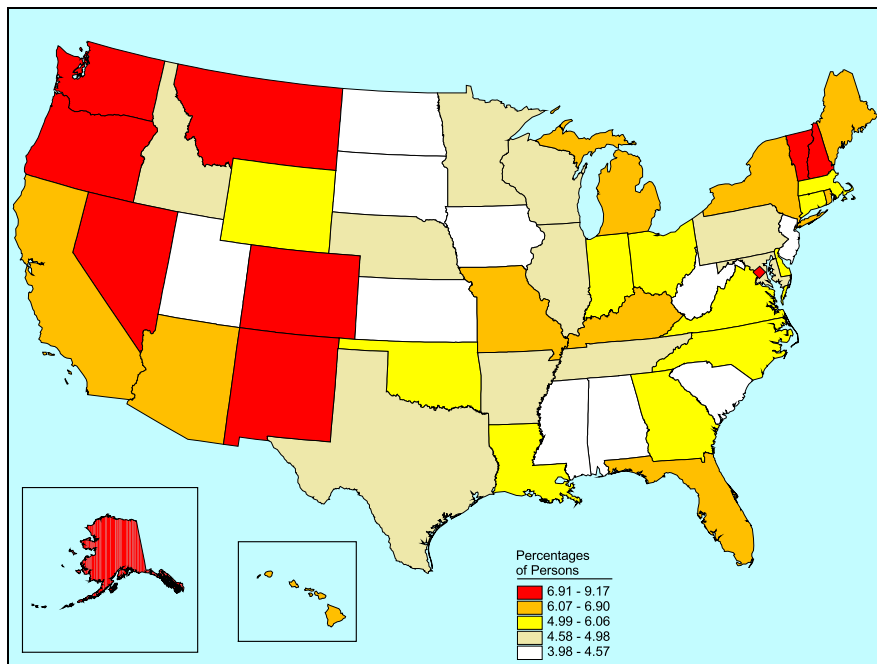 Percentages
of Persons
6.91 - 9.17
6.07 - 6.90
4.99 - 6.06
4.58 - 4.98
3.98 - 4.57